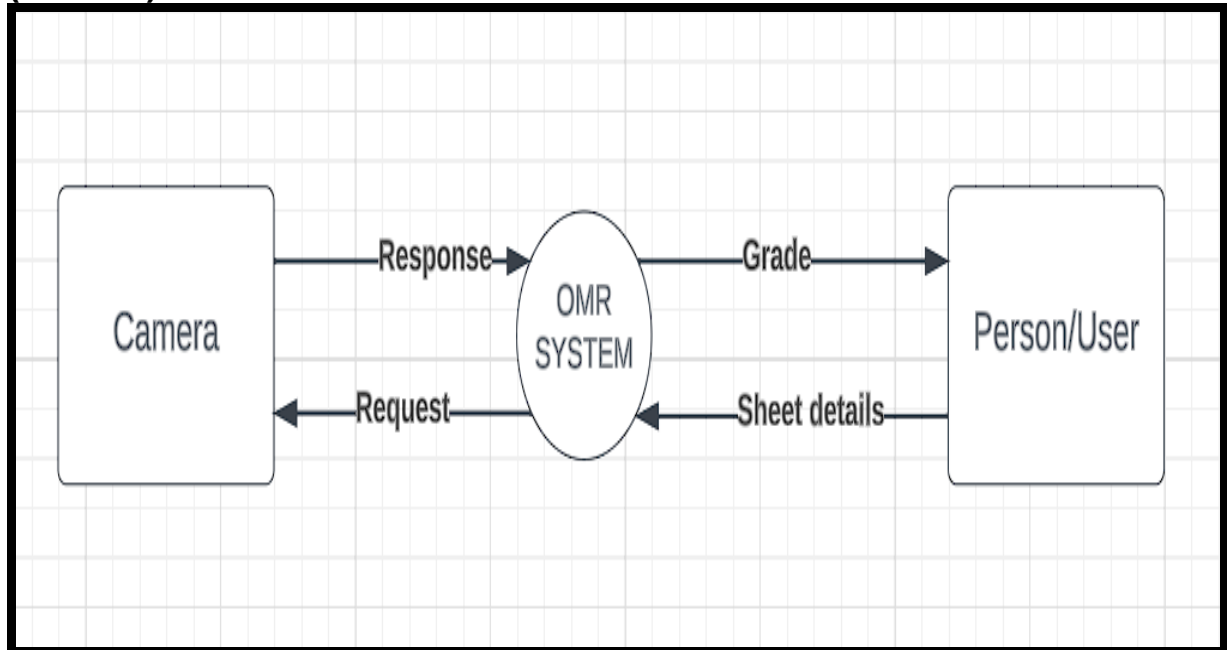 Response
Grade
OMR
SYSTEM
Camera
Person/User
Request
Sheet details